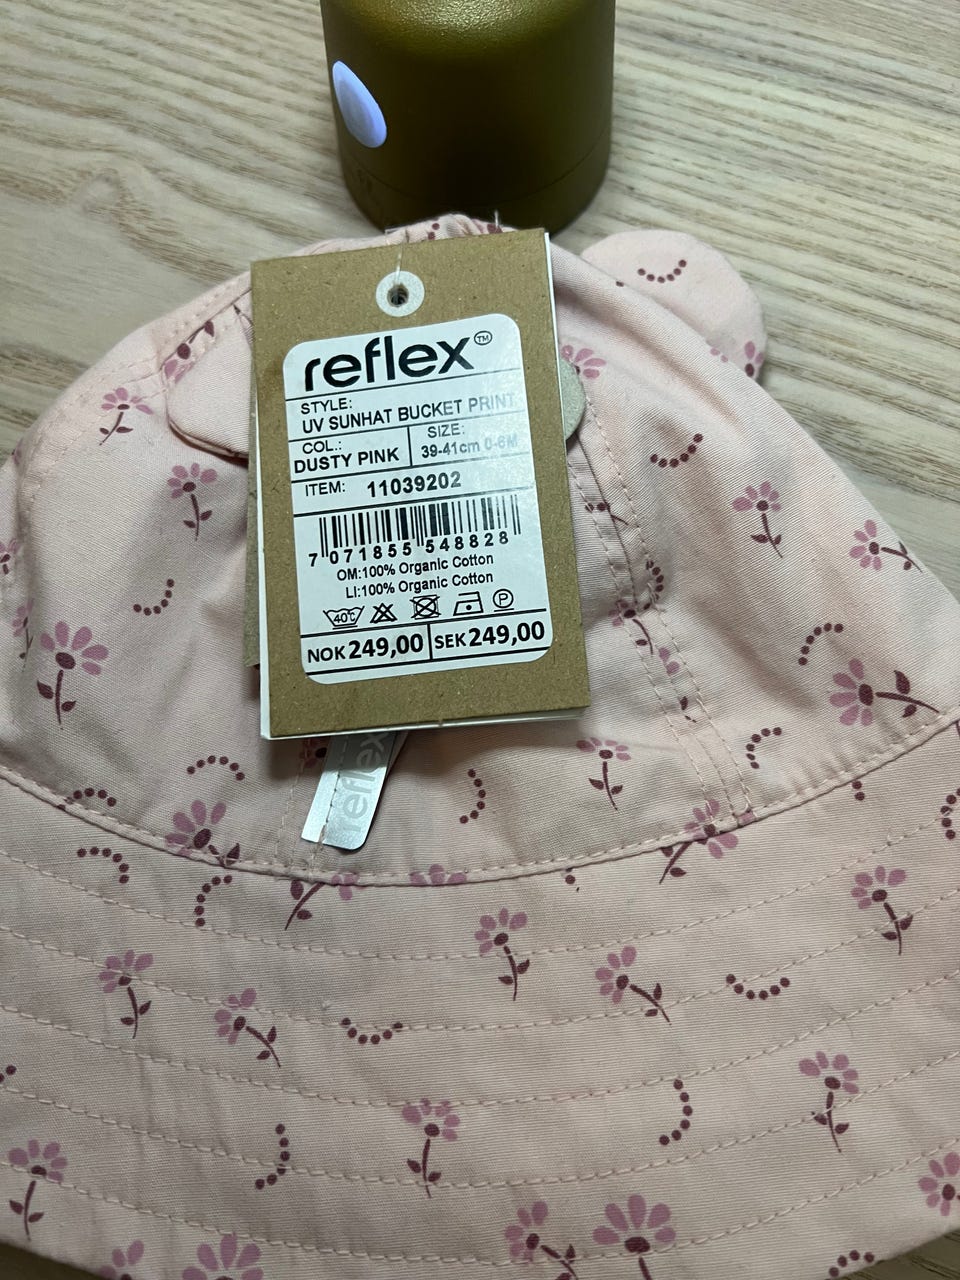 reflex™
STYLE:
UV SUNHAT BUCKET PRINT
COL.:
DUSTY PINK
SIZE:
39-41cm 0-6M
ITEM: 11039202
7 071855 548828
OM:100% Organic Cotton
LI:100% Organic Cotton
40°C
P
NOK 249,00
SEK 249,00
reflex